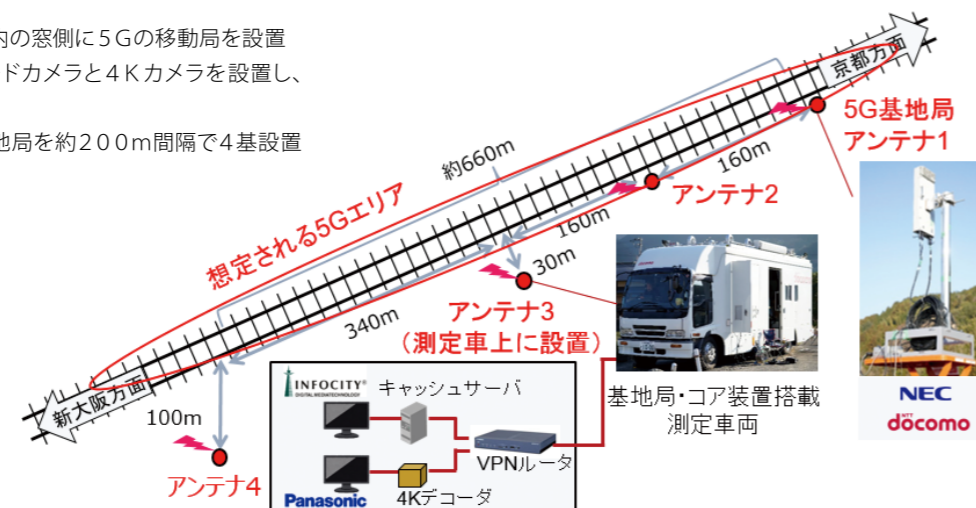 内の窓側に5Gの移動局を設置
ドカメラと4Kカメラを設置し、
地局を約200m間隔で4基設置
京都方面
5G基地局
アンテナ1
160m
約660m
アンテナ2
想定される5Gエリア
160m
30m
アンテナ3
(測定車上に設置)
340m
新大阪方面
100m
アンテナ4
INFOCITY®
DIGITAL MEDIA TECHNOLOGY
キャッシュサーバ
VPNルータ
Panasonic
4Kデコーダ
基地局・コア装置搭載
測定車両
NEC
NTT
docomo